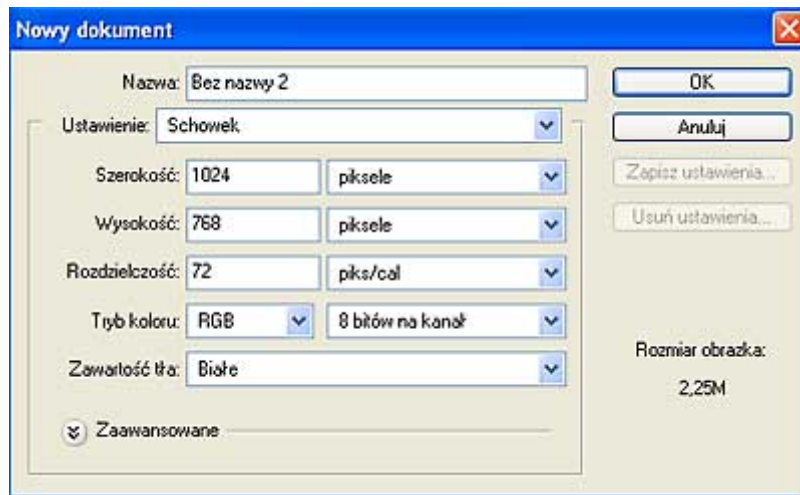 Nowy dokument
Nazwa: Bez nazwy 2
OK
Ustawienie: Schowek
Anuluj
Szerokość: 1024 piksele
Zapisz ustawienia...
Wysokość: 768 piksele
Usuń ustawienia...
Rozdzielczość: 72 piks/cal
Tryb koloru: RGB 8 bitów na kanał
Zawartość tła: Białe
Rozmiar obrazka:
2,25M
Zaawansowane